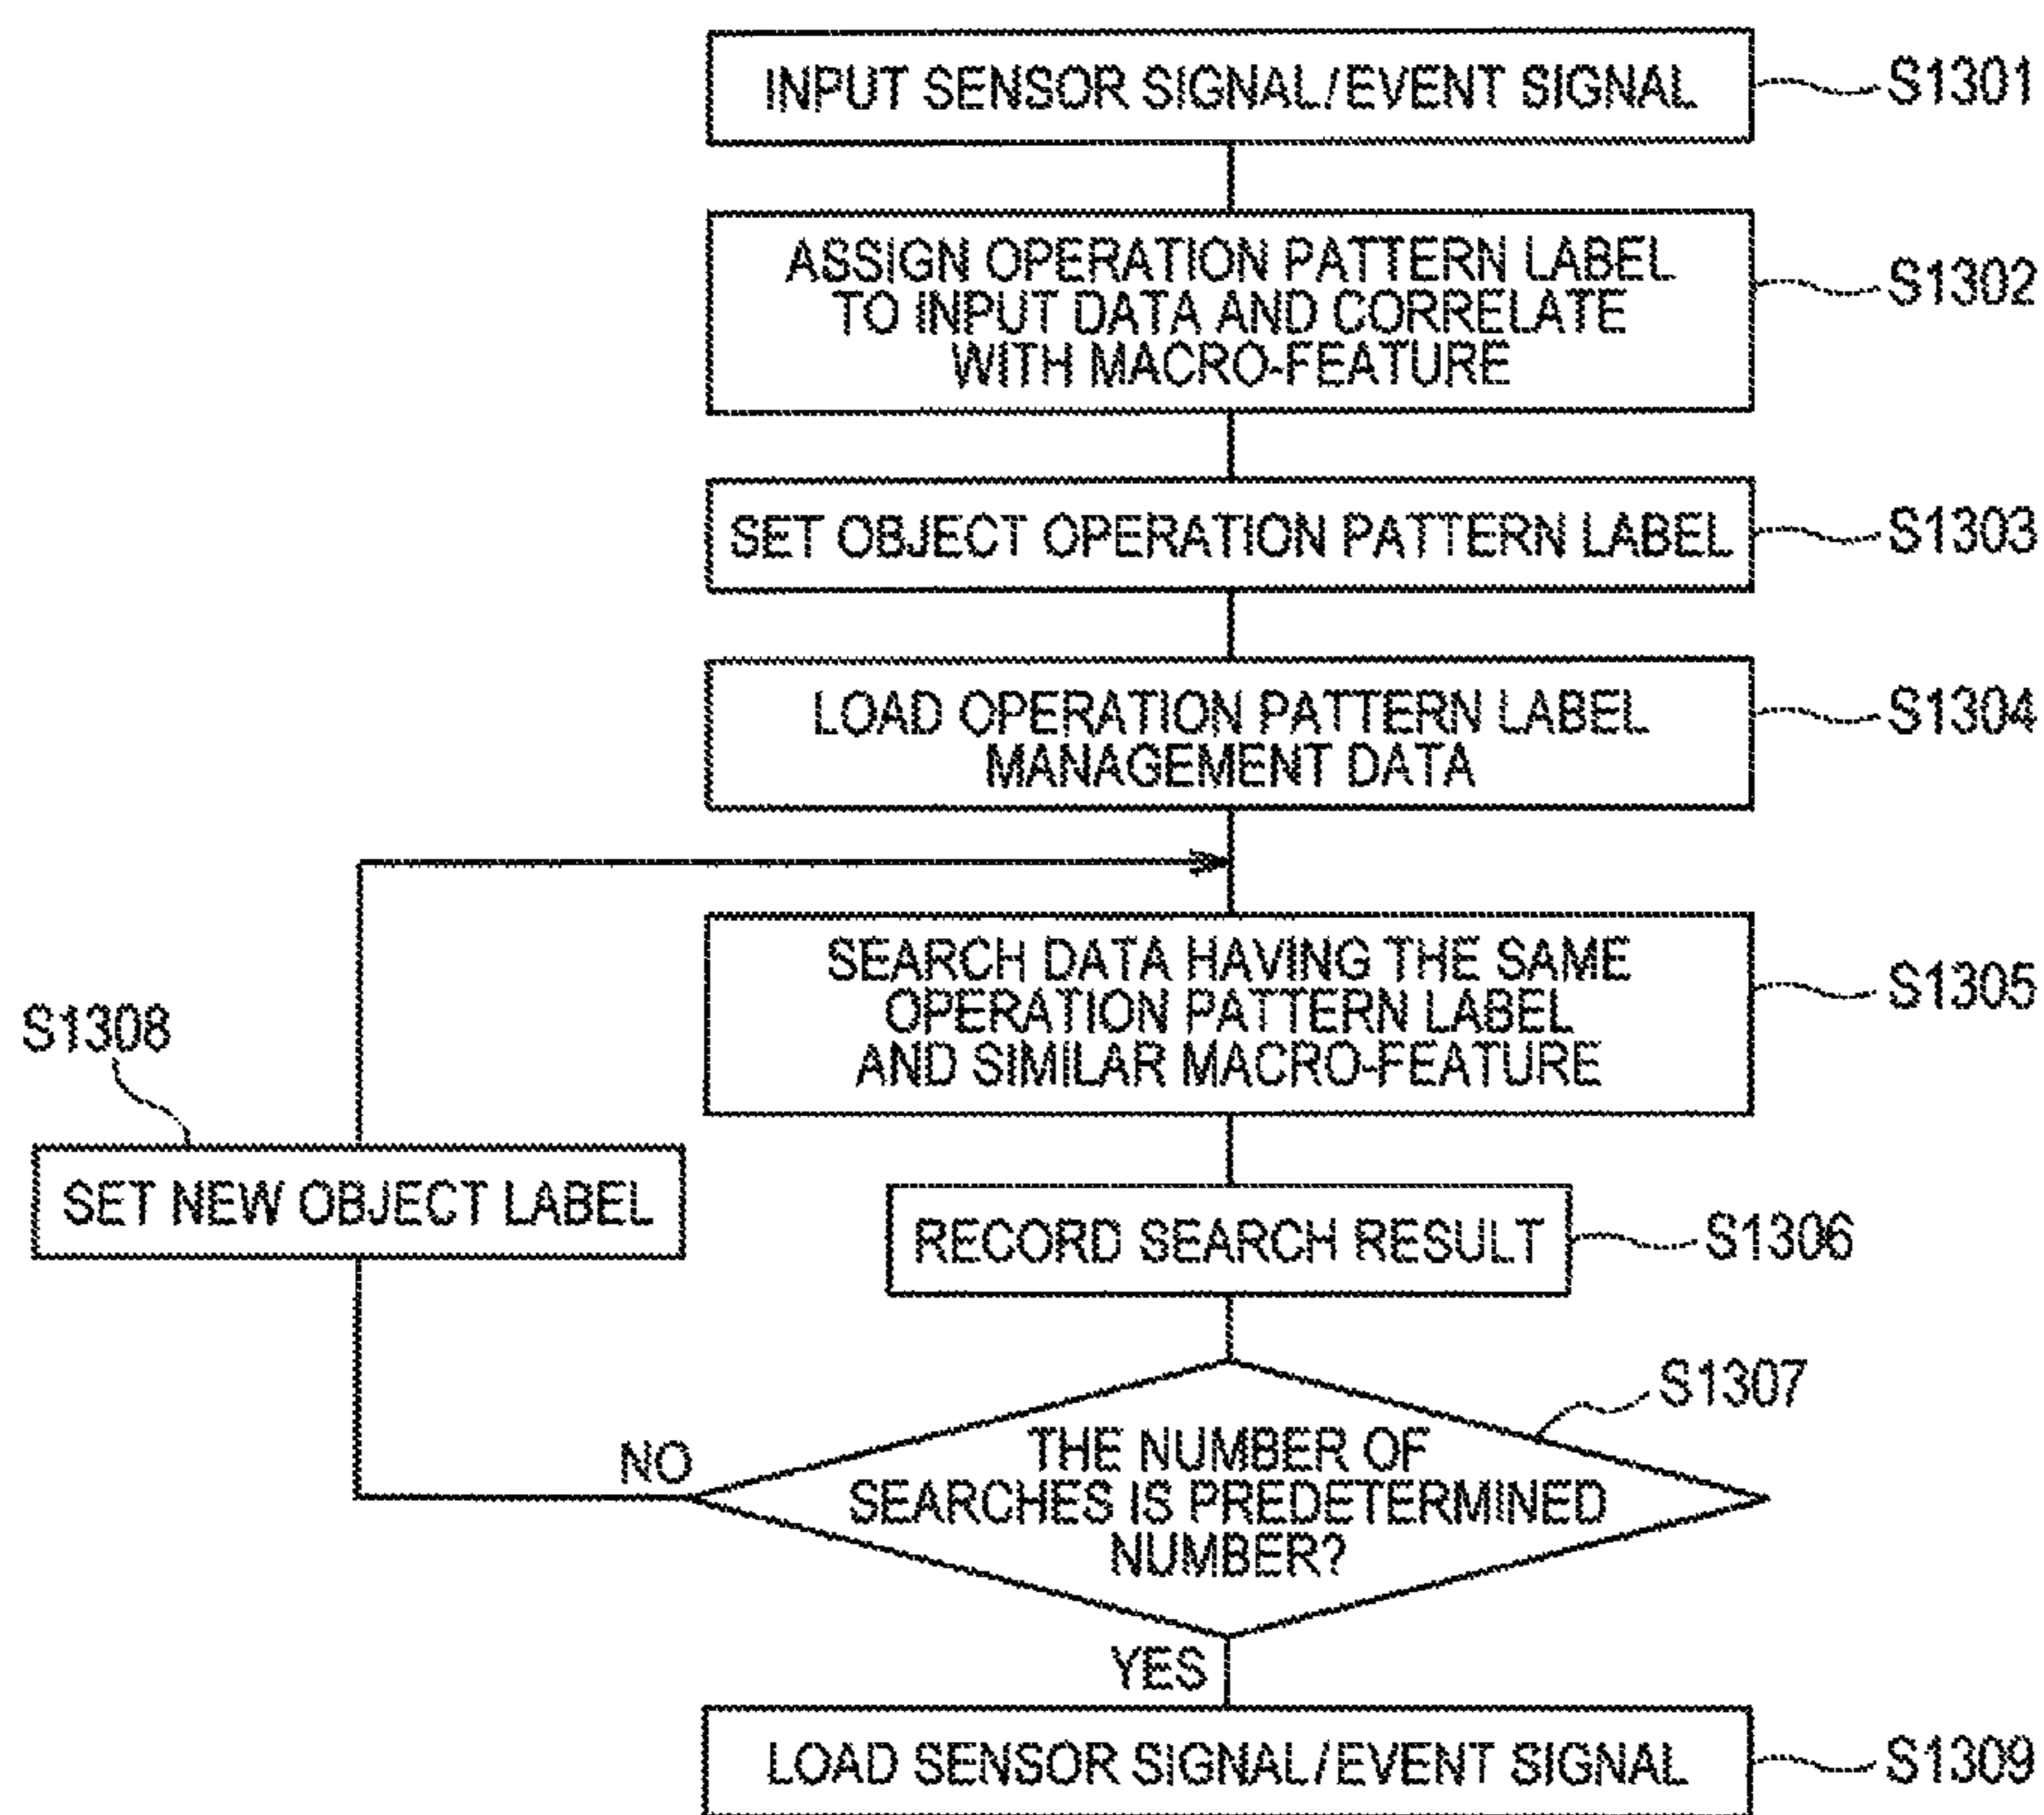 INPUT SENSOR SIGNAL/EVENT SIGNAL
S1301
ASSIGN OPERATION PATTERN LABEL
TO INPUT DATA AND CORRELATE
WITH MACRO-FEATURE
S1302
SET OBJECT OPERATION PATTERN LABEL
S1303
LOAD OPERATION PATTERN LABEL
MANAGEMENT DATA
S1304
SEARCH DATA HAVING THE SAME
OPERATION PATTERN LABEL
AND SIMILAR MACRO-FEATURE
S1305
S1308
SET NEW OBJECT LABEL
RECORD SEARCH RESULT
S1306
S1307
THE NUMBER OF
SEARCHES IS PREDETERMINED
NUMBER?
NO
YES
LOAD SENSOR SIGNAL/EVENT SIGNAL
S1309